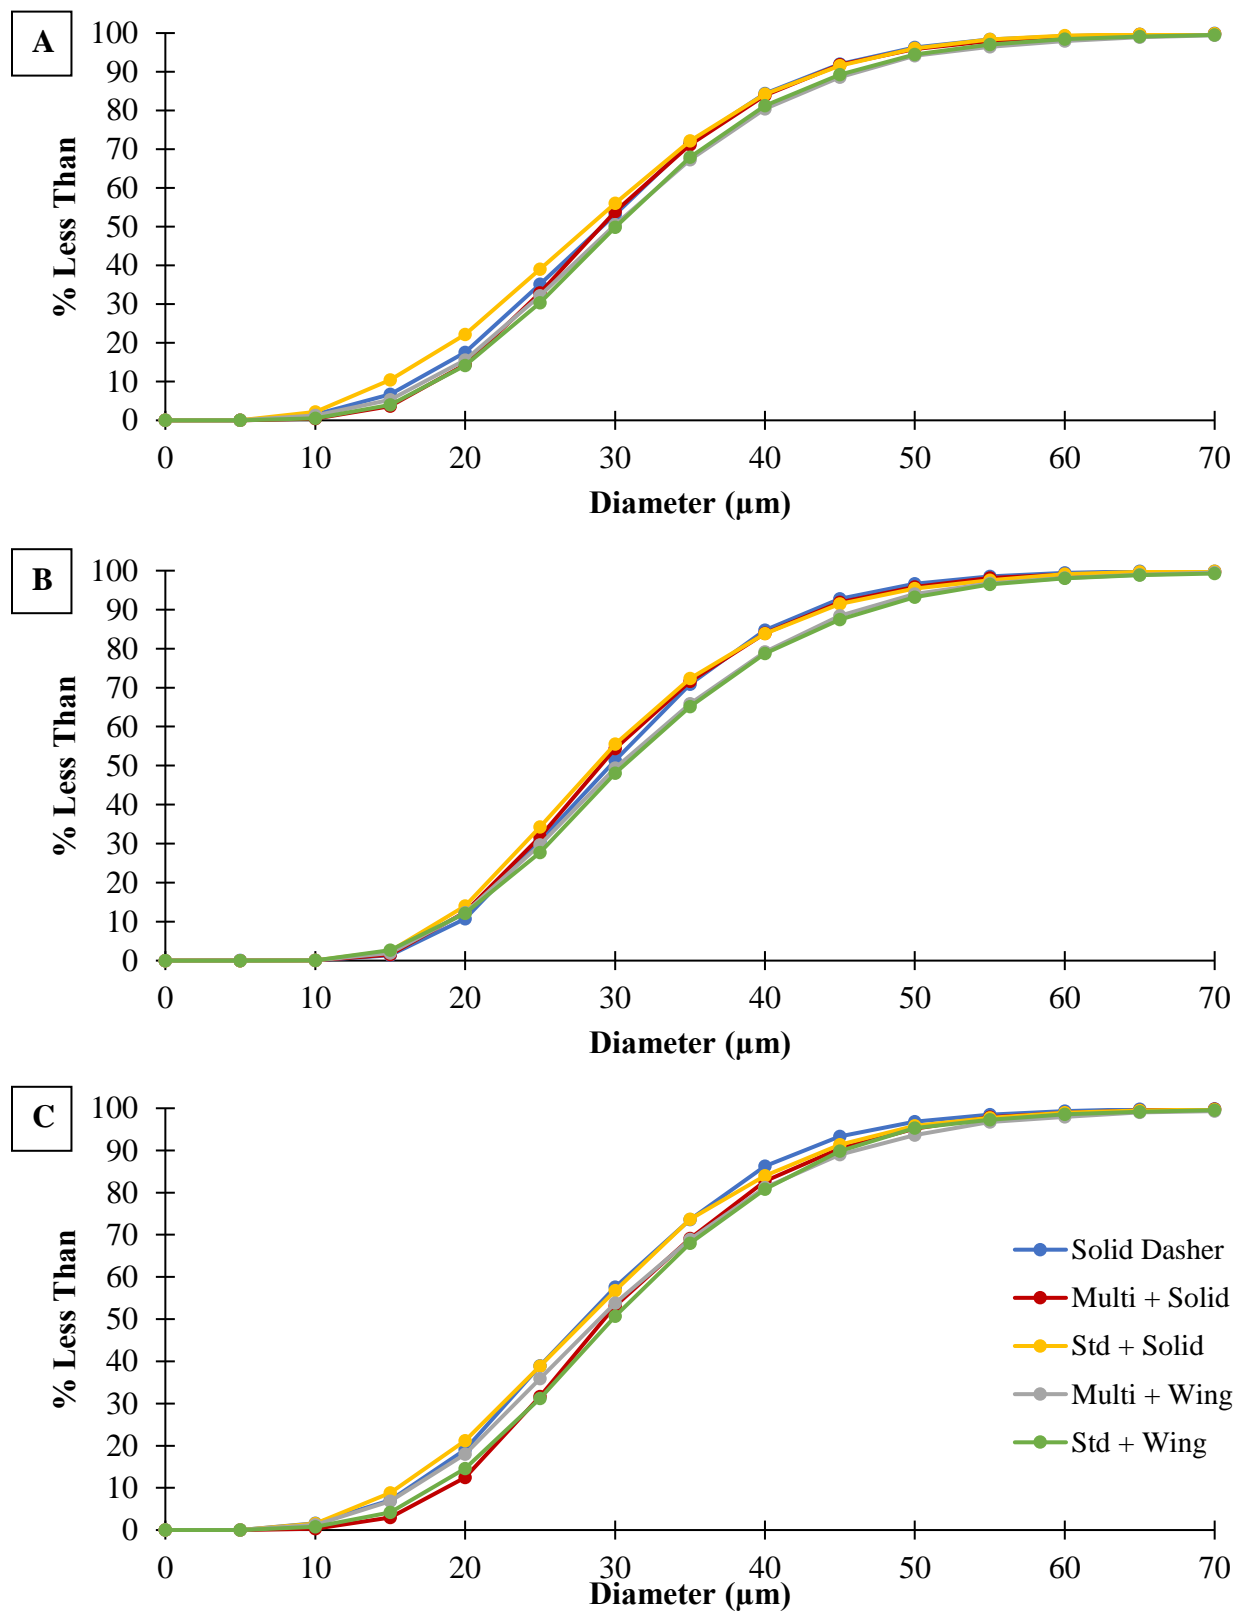 A
% Less Than
100
90
80
70
60
50
40
30
20
10
0
0 10 20 30 40 50 60 70
Diameter (µm)
B
% Less Than
100
90
80
70
60
50
40
30
20
10
0
0 10 20 30 40 50 60 70
Diameter (µm)
C
% Less Than
100
90
80
70
60
50
40
30
20
10
0
Solid Dasher
Multi + Solid
Std + Solid
Multi + Wing
Std + Wing
0 10 20 30 40 50 60 70
Diameter (µm)